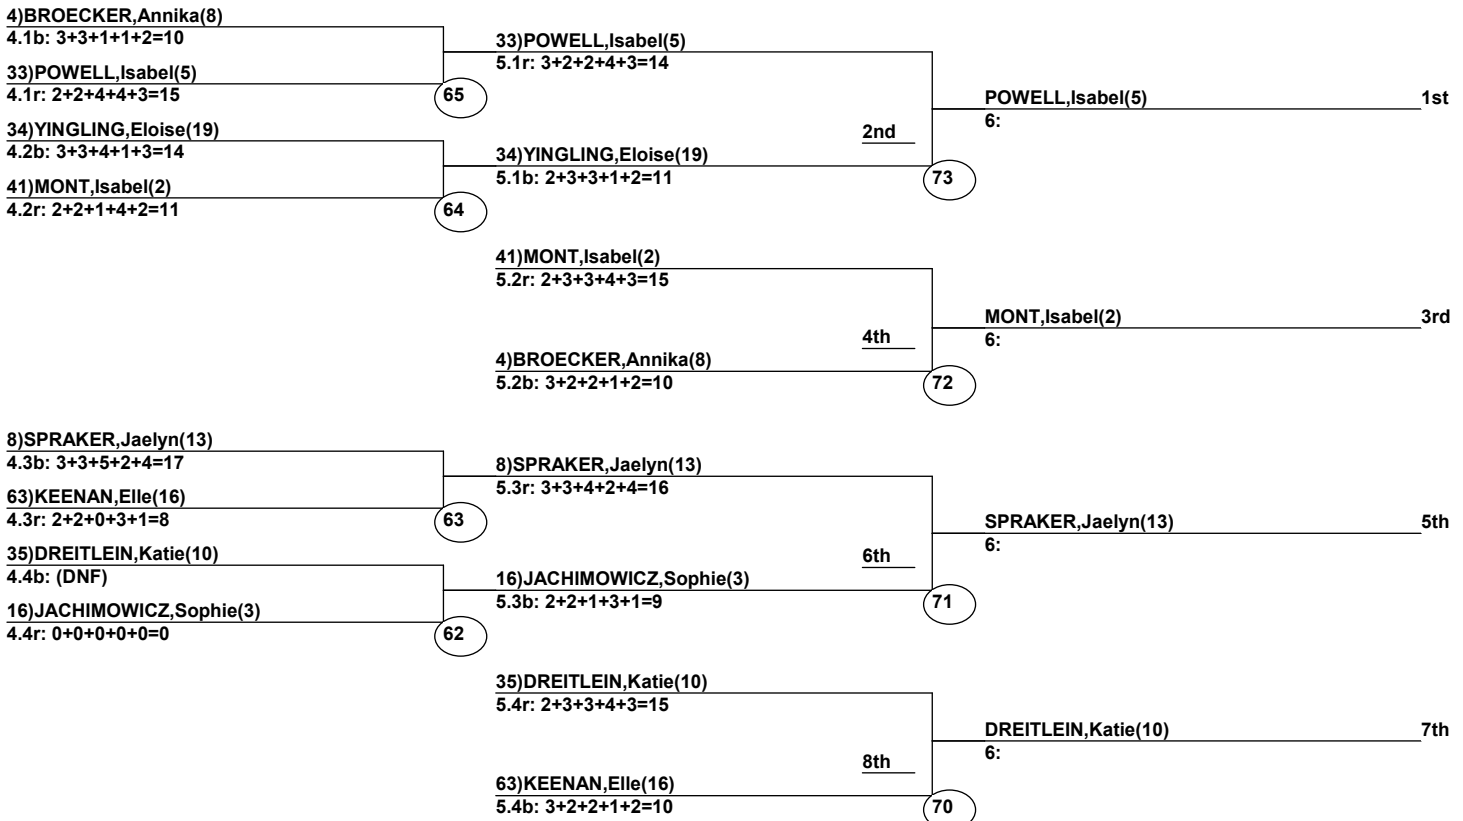 4)BROECKER,Annika(8)
4.1b: 3+3+1+1+2=10
33)POWELL,Isabel(5)
4.1r: 2+2+4+4+3=15
65
34)YINGLING,Eloise(19)
4.2b: 3+3+4+1+3=14
41)MONT,Isabel(2)
4.2r: 2+2+1+4+2=11
64
33)POWELL,Isabel(5)
5.1r: 3+2+2+4+3=14
34)YINGLING,Eloise(19)
5.1b: 2+3+3+1+2=11
2nd
73
POWELL,Isabel(5) 1st
6:
41)MONT,Isabel(2)
5.2r: 2+3+3+4+3=15
4)BROECKER,Annika(8)
5.2b: 3+2+2+1+2=10
4th
72
MONT,Isabel(2) 3rd
6:
8)SPRAKER,Jaelyn(13)
4.3b: 3+3+5+2+4=17
63)KEENAN,Elle(16)
4.3r: 2+2+0+3+1=8
63
35)DREITLEIN,Katie(10)
4.4b: (DNF)
16)JACHIMOWICZ,Sophie(3)
4.4r: 0+0+0+0+0=0
62
8)SPRAKER,Jaelyn(13)
5.3r: 3+3+4+2+4=16
16)JACHIMOWICZ,Sophie(3)
5.3b: 2+2+1+3+1=9
6th
71
SPRAKER,Jaelyn(13) 5th
6:
35)DREITLEIN,Katie(10)
5.4r: 2+3+3+4+3=15
63)KEENAN,Elle(16)
5.4b: 3+2+2+1+2=10
8th
70
DREITLEIN,Katie(10) 7th
6: